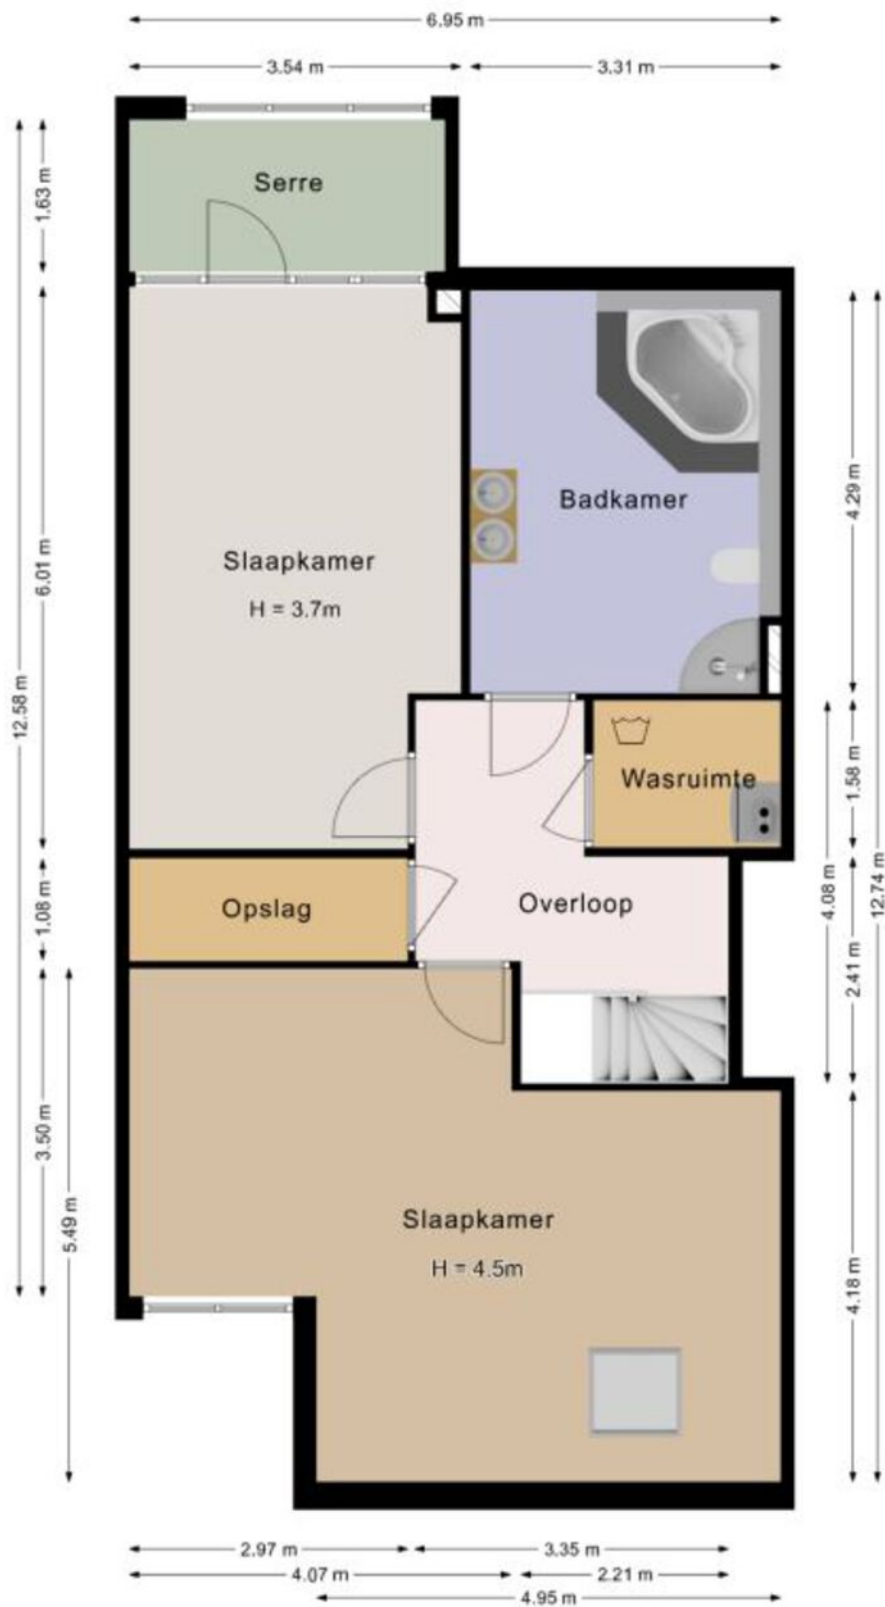 6.95 m
3.54 m
3.31 m
Serre
1.63 m
Badkamer
4.29 m
Slaapkamer
H = 3.7m
6.01 m
12.58 m
Wasruimte
1.58 m
4.08 m
12.74 m
Opslag
Overloop
1.08 m
2.41 m
3.50 m
5.49 m
Slaapkamer
H = 4.5m
4.18 m
2.97 m
3.35 m
4.07 m
2.21 m
4.95 m